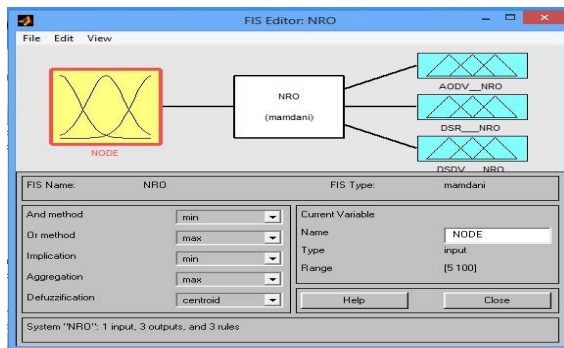 FIS Editor: NRO
File Edit View
NODE
NRO
(mamdani)
AODV__NRO
DSR___NRO
DSDV__NRO
FIS Name: NRO FIS Type: mamdani
And method min
Or method max
Implication min
Aggregation max
Defuzzification centroid
Current Variable
Name NODE
Type input
Range [5 100]
Help Close
System "NRO": 1 input, 3 outputs, and 3 rules